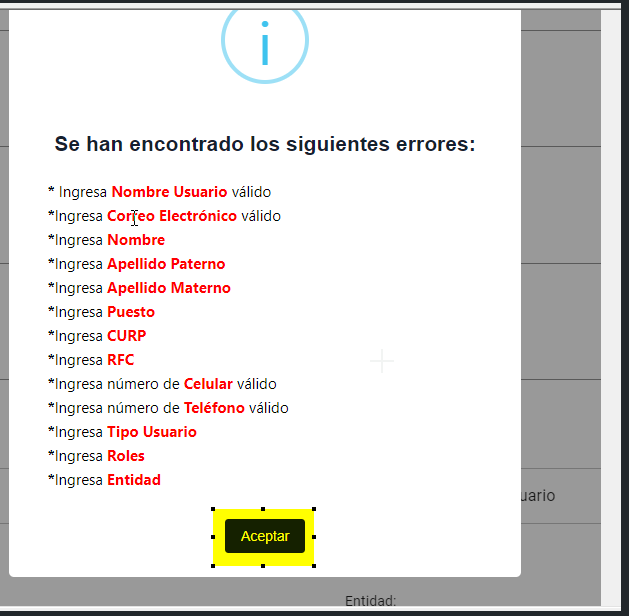 i
Se han encontrado los siguientes errores:
* Ingresa Nombre Usuario válido
*Ingresa Correo Electrónico válido
*Ingresa Nombre
*Ingresa Apellido Paterno
*Ingresa Apellido Materno
*Ingresa Puesto
*Ingresa CURP
*Ingresa RFC
*Ingresa número de Celular válido
*Ingresa número de Teléfono válido
*Ingresa Tipo Usuario
*Ingresa Roles
*Ingresa Entidad
uario
Aceptar
Entidad: